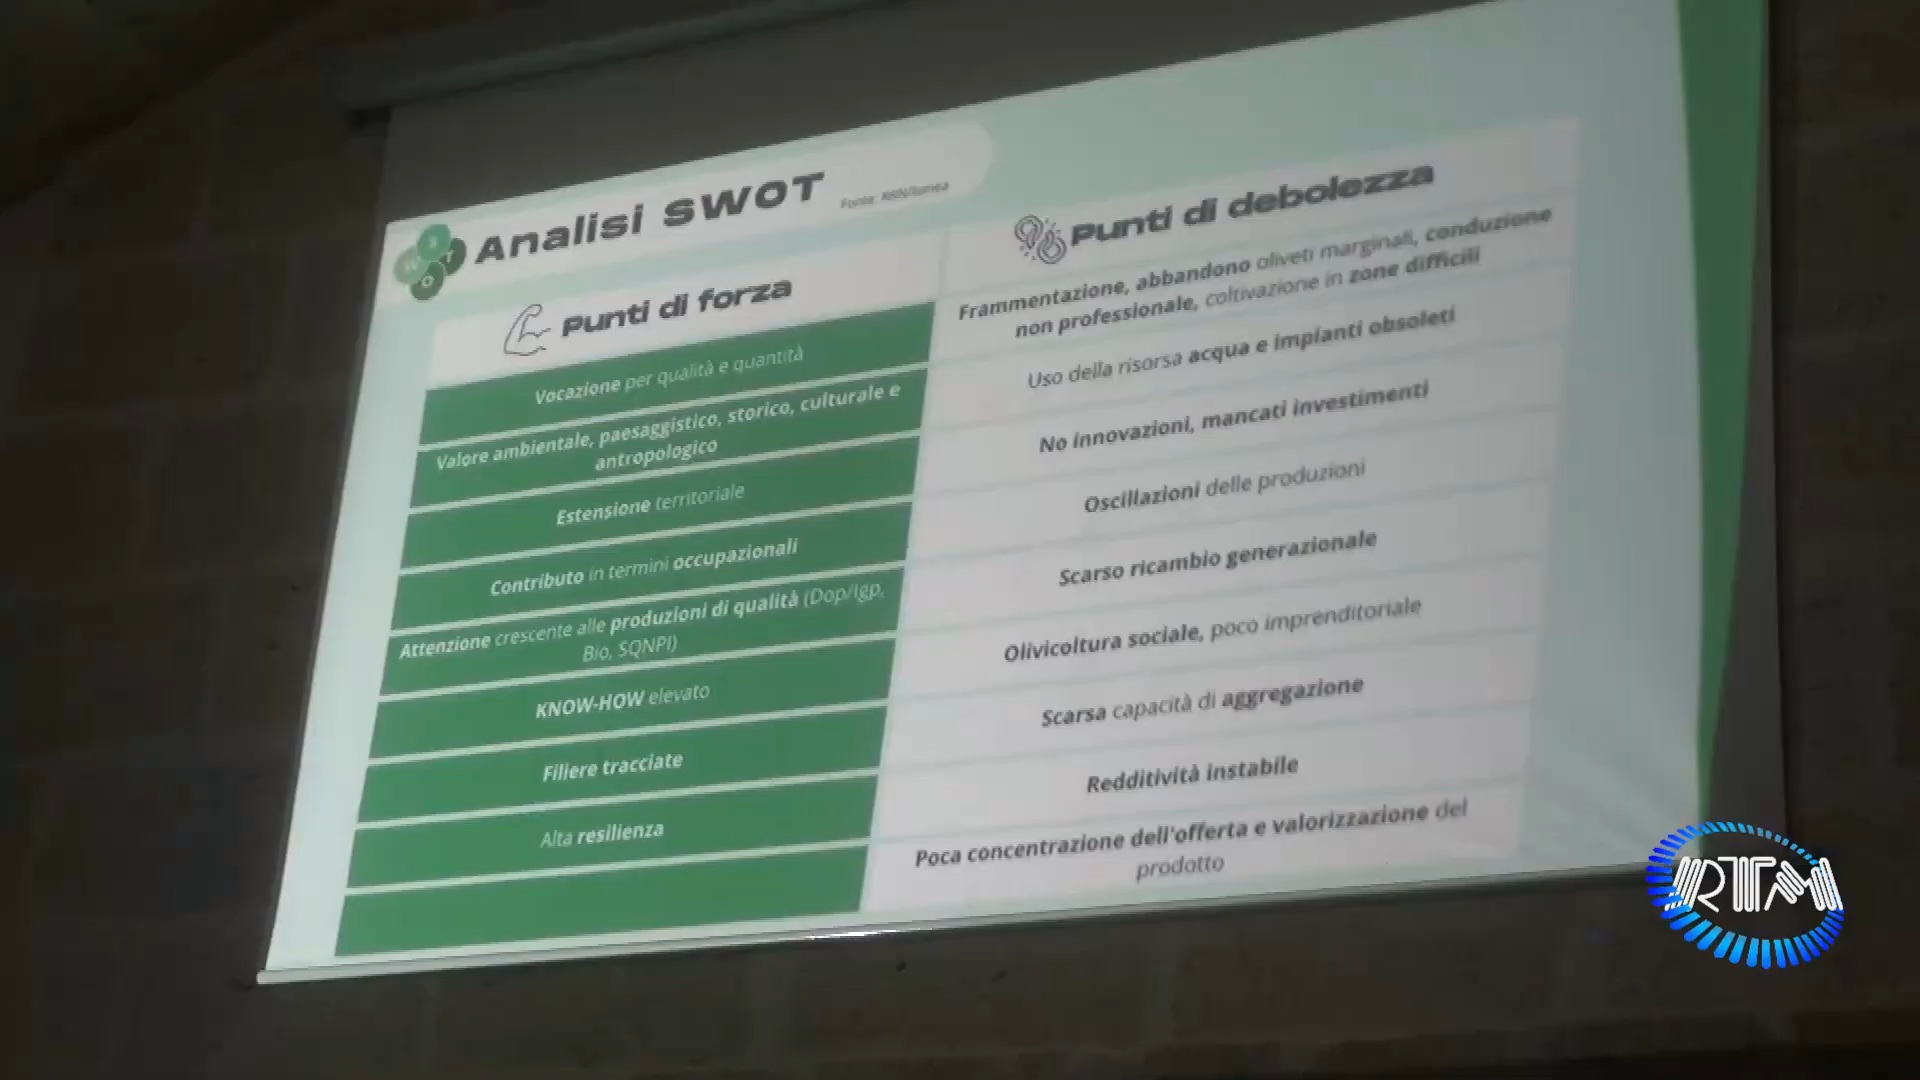 Analisi SWOT
Fonte:
Punti di forza
Vocazione per qualità e quantità
Valore ambientale, paesaggistico, storico, culturale e
antropologico
Estensione territoriale
Contributo in termini occupazionali
Attenzione crescente alle produzioni di qualità (Dop/Igp,
Bio, SQNPI)
KNOW-HOW elevato
Filiere tracciate
Alta resilienza
Punti di debolezza
Frammentazione, abbandono oliveti marginali, conduzione
non professionale, coltivazione in zone difficili
Uso della risorsa acqua e impianti obsoleti
No innovazioni, mancati investimenti
Oscillazioni delle produzioni
Scarso ricambio generazionale
Olivicoltura sociale, poco imprenditoriale
Scarsa capacità di aggregazione
Redditività instabile
Poca concentrazione dell'offerta e valorizzazione del
prodotto
RTM